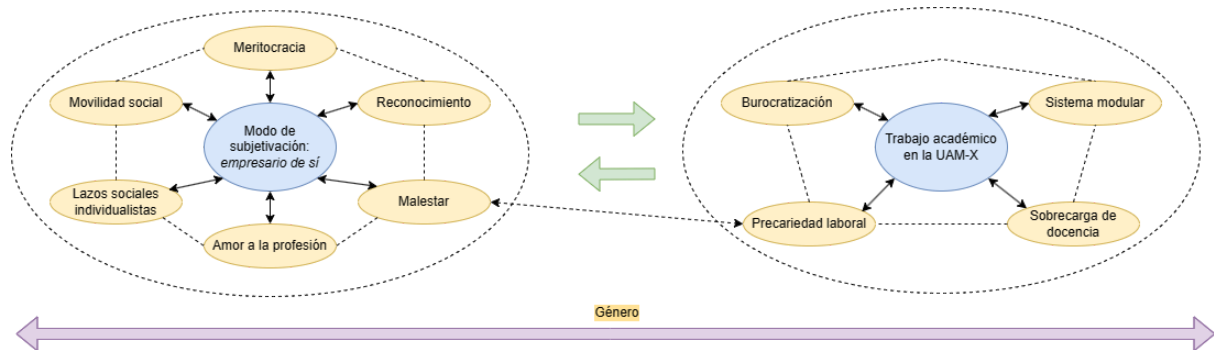 Meritocracia
Movilidad social
Reconocimiento
Modo de
subjetivación:
empresario de sí
Lazos sociales
individualistas
Malestar
Amor a la profesión
Burocratización
Sistema modular
Trabajo académico
en la UAM-X
Precariedad laboral
Sobrecarga de
docencia
Género